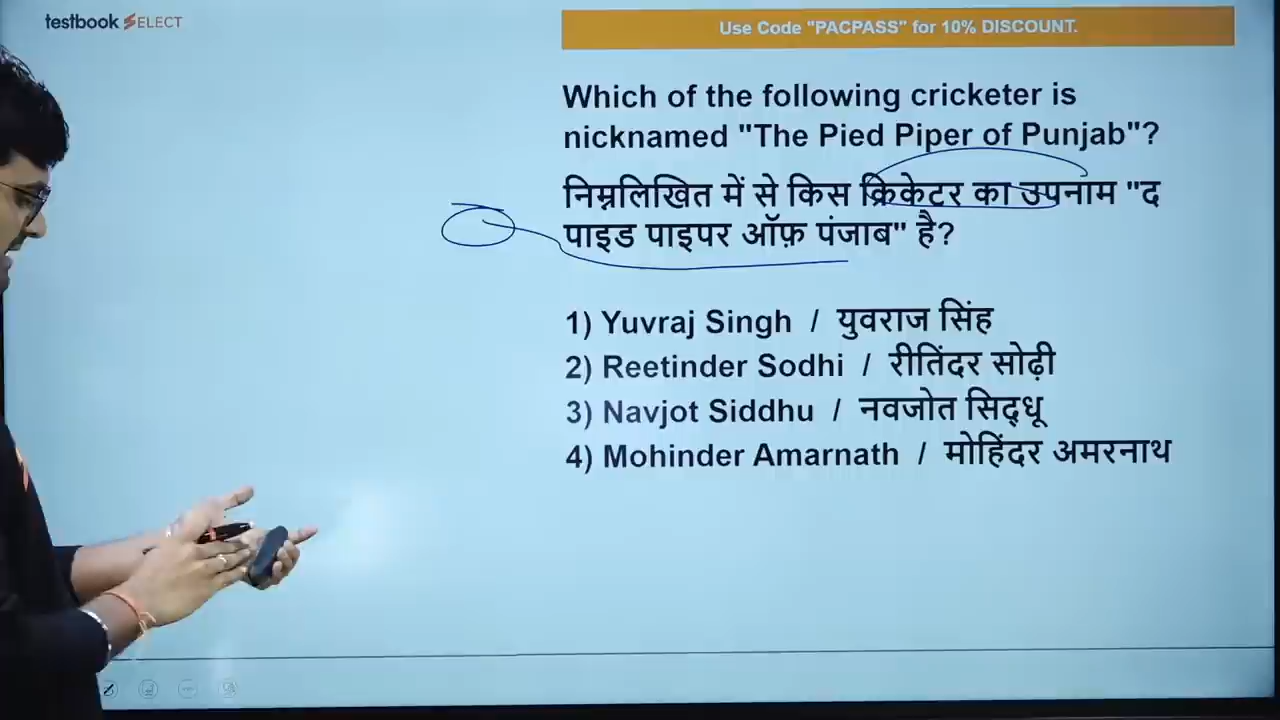 testbook SELECT
Use Code "PACPASS" for 10% DISCOUNT.
Which of the following cricketer is
nicknamed "The Pied Piper of Punjab"?
निम्नलिखित में से किस क्रिकेटर का उपनाम "द
पाइड पाइपर ऑफ़ पंजाब" है?
1) Yuvraj Singh / युवराज सिंह
2) Reetinder Sodhi / रीतिंदर सोढ़ी
3) Navjot Siddhu / नवजोत सिद्धू
4) Mohinder Amarnath / मोहिंदर अमरनाथ